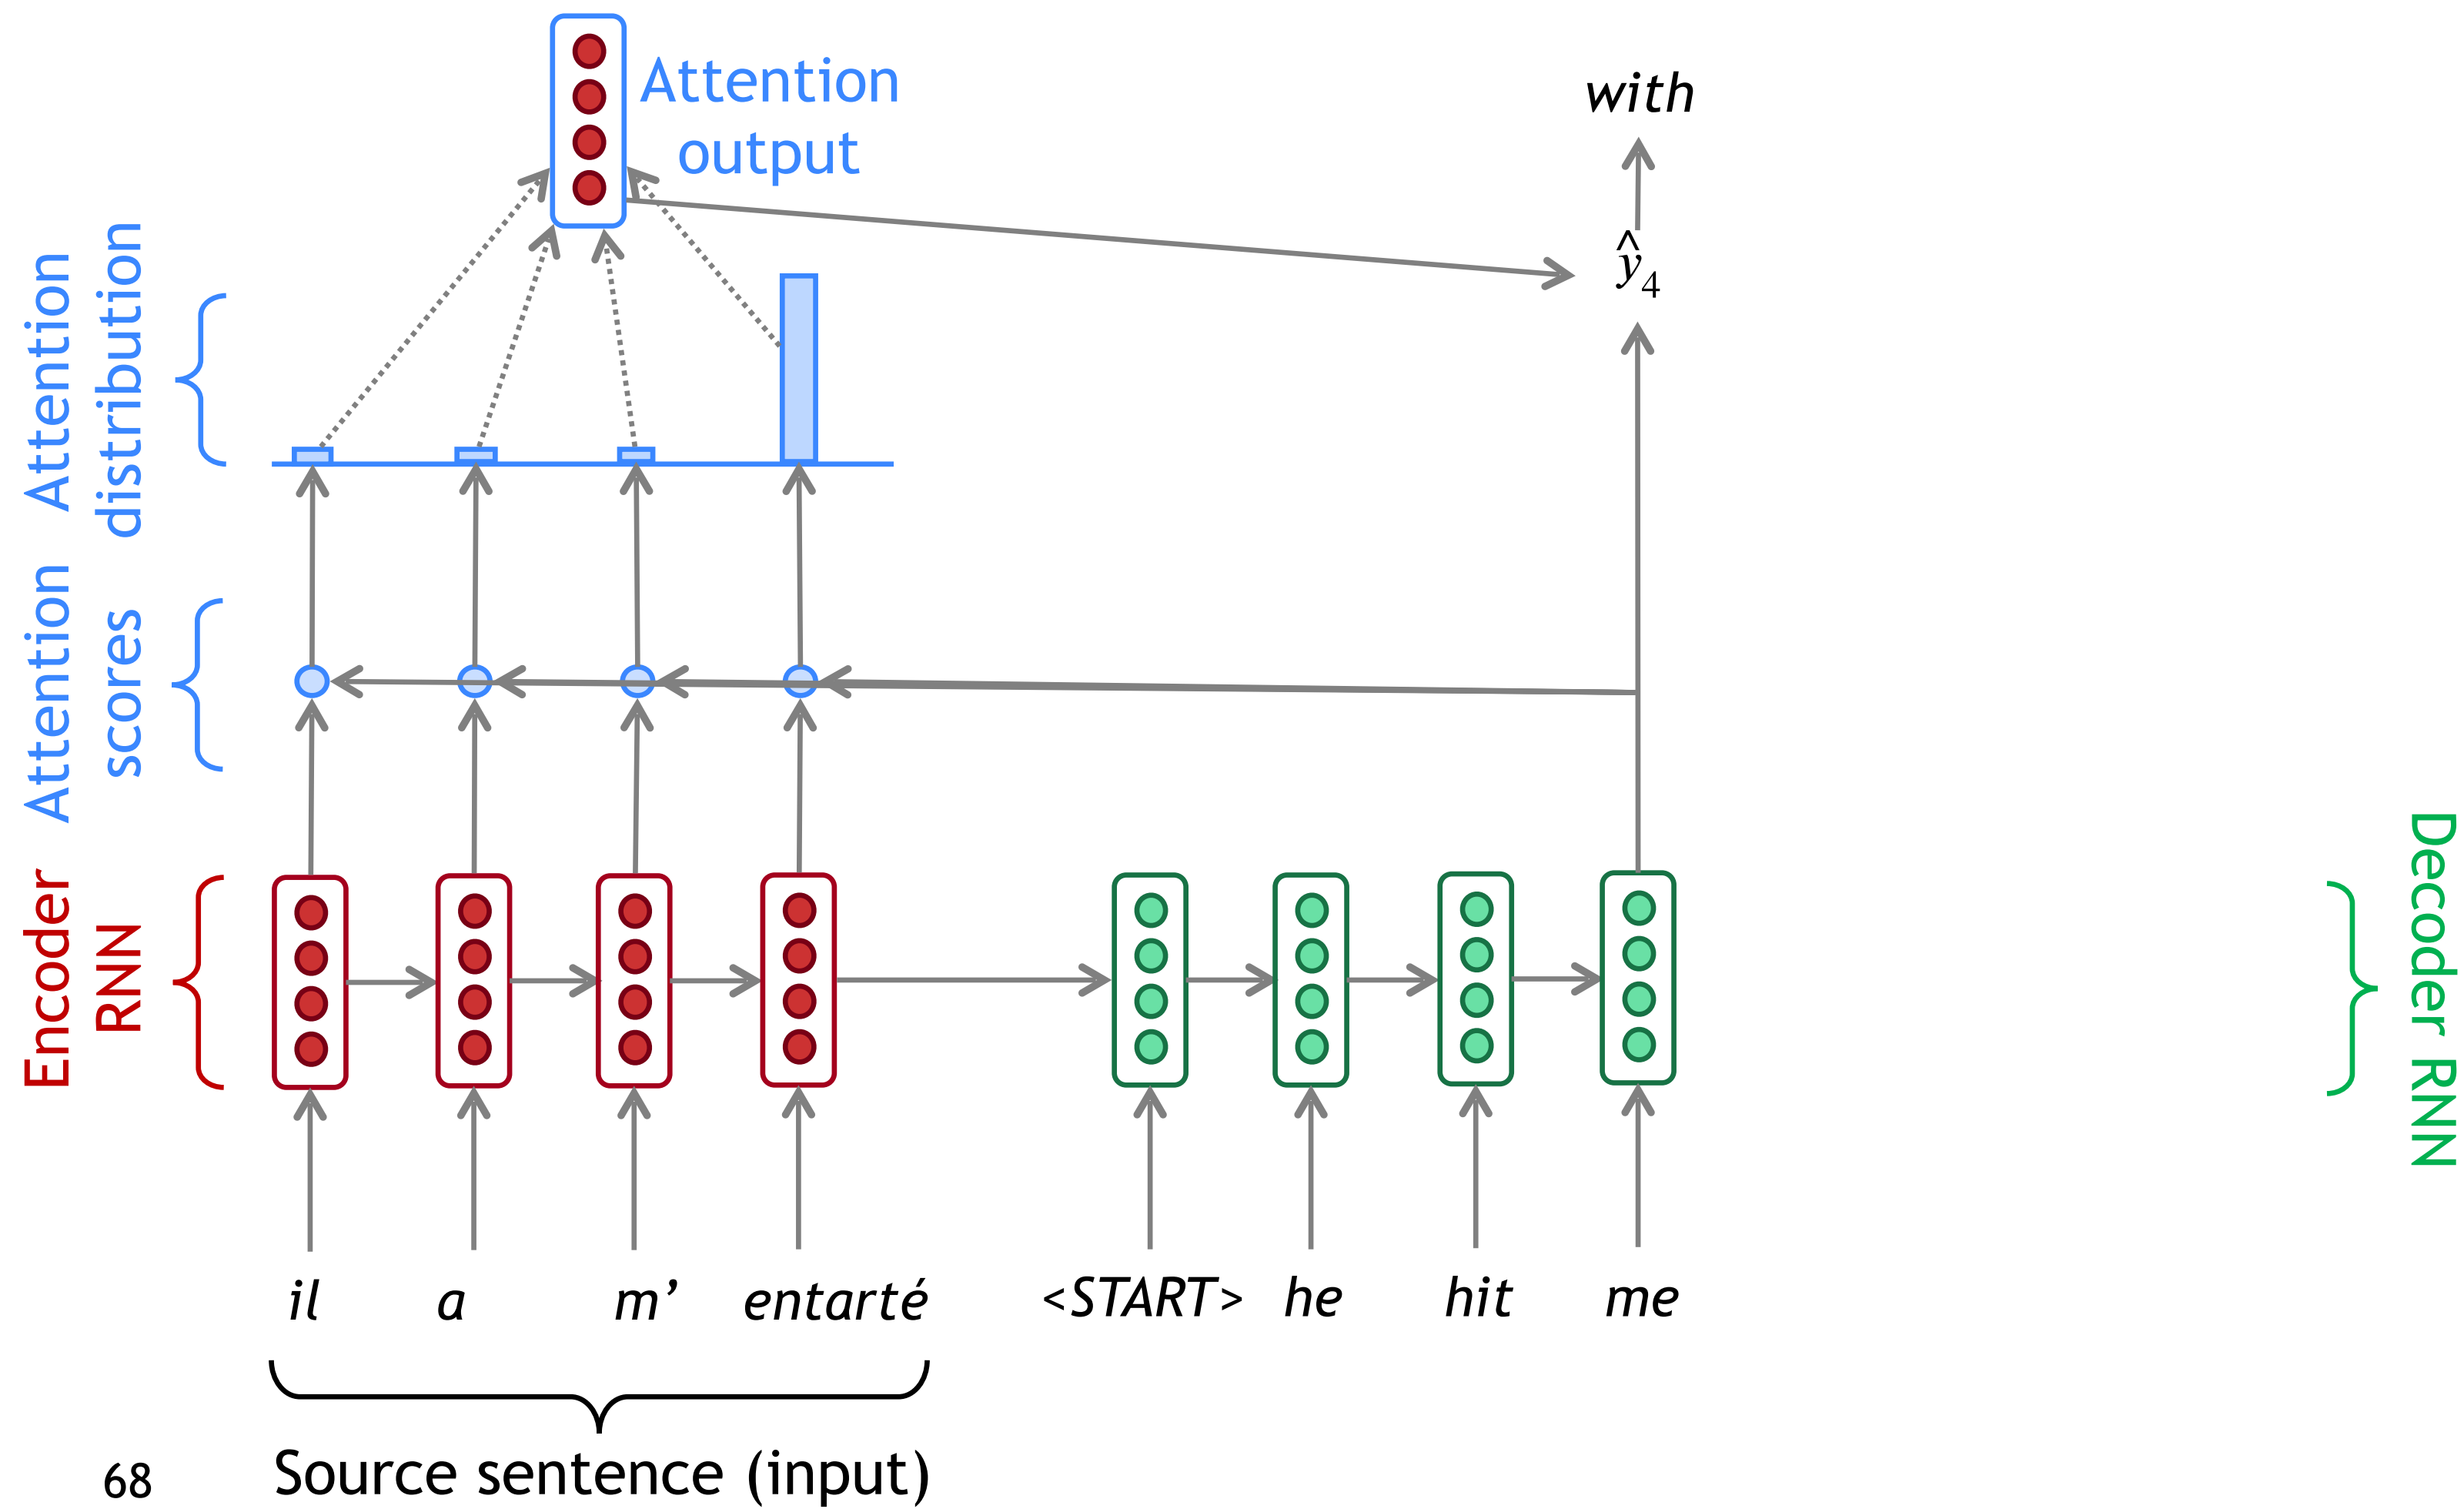 Attention
output
with
ŷ4
Attention
distribution
Attention
scores
Encoder
RNN
Decoder RNN
il a m’ entarté <START> he hit me
Source sentence (input)
68